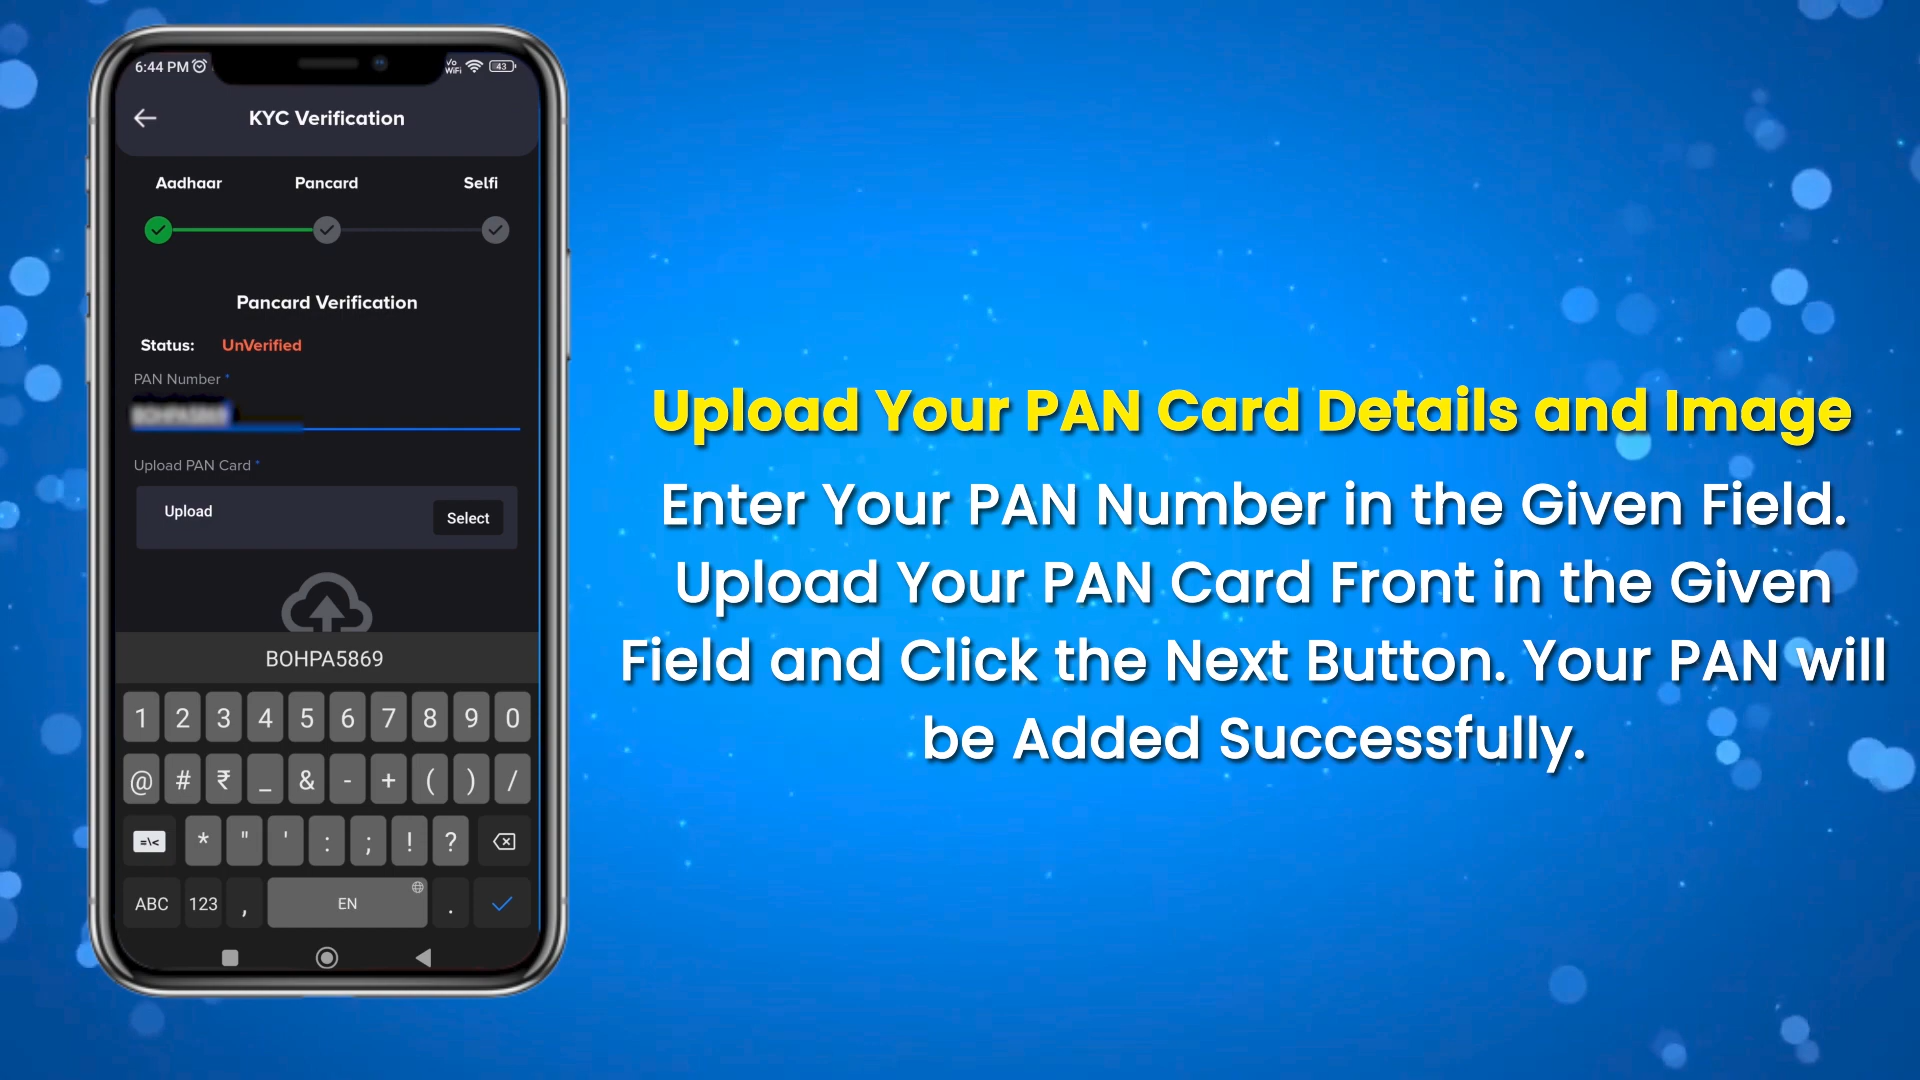 6:44 PM
Vo
WiFi
43
KYC Verification
Aadhaar Pancard Selfi
Pancard Verification
Status: UnVerified
PAN Number *
Upload PAN Card *
Upload
Select
BOHPA5869
1 2 3 4 5 6 7 8 9 0
@ # ₹ _ & - + ( ) /
=\< * " ' : ; ! ?
ABC 123 , EN .
Upload Your PAN Card Details and Image
Enter Your PAN Number in the Given Field.
Upload Your PAN Card Front in the Given
Field and Click the Next Button. Your PAN will
be Added Successfully.